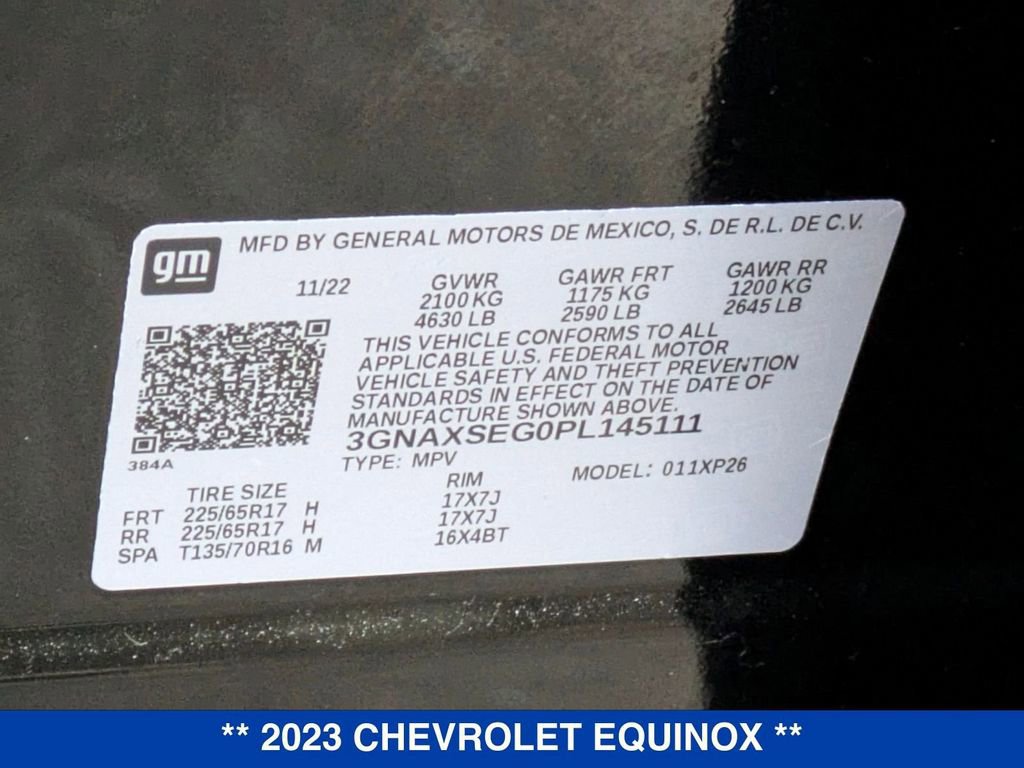 gm
MFD BY GENERAL MOTORS DE MEXICO, S. DE R.L. DE C.V.
11/22 GVWR GAWR FRT GAWR RR
2100 KG 1175 KG 1200 KG
4630 LB 2590 LB 2645 LB
THIS VEHICLE CONFORMS TO ALL
APPLICABLE U.S. FEDERAL MOTOR
VEHICLE SAFETY AND THEFT PREVENTION
STANDARDS IN EFFECT ON THE DATE OF
MANUFACTURE SHOWN ABOVE.
3GNAXSEG0PL145111
384A
TYPE: MPV MODEL: 011XP26
TIRE SIZE RIM
FRT 225/65R17 H 17X7J
RR 225/65R17 H 17X7J
SPA T135/70R16 M 16X4BT
** 2023 CHEVROLET EQUINOX **